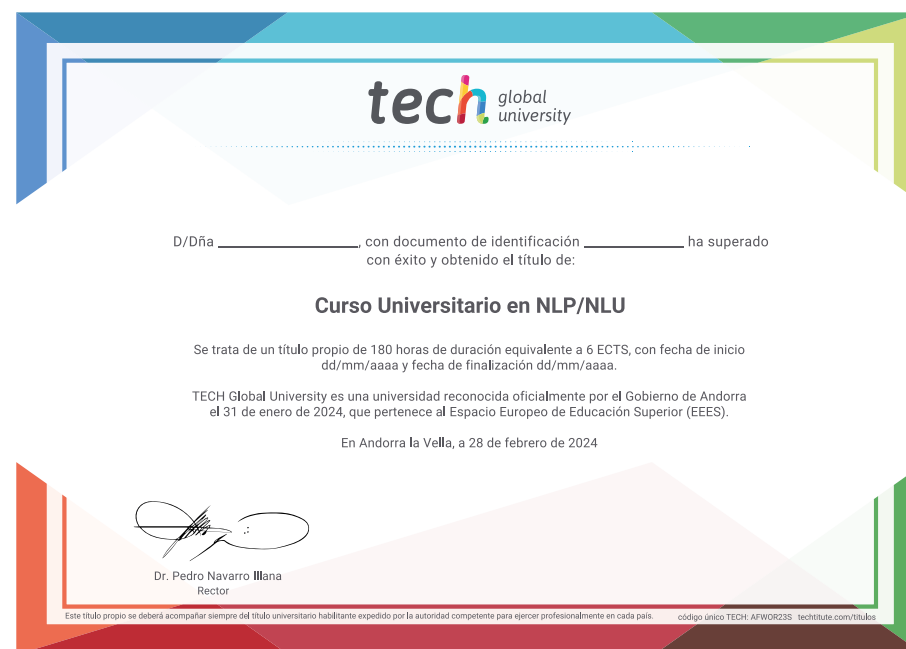 tech global university
D/Dña ____________, con documento de identificación ____________ ha superado
con éxito y obtenido el título de:
Curso Universitario en NLP/NLU
Se trata de un título propio de 180 horas de duración equivalente a 6 ECTS, con fecha de inicio
dd/mm/aaaa y fecha de finalización dd/mm/aaaa.
TECH Global University es una universidad reconocida oficialmente por el Gobierno de Andorra
el 31 de enero de 2024, que pertenece al Espacio Europeo de Educación Superior (EEES).
En Andorra la Vella, a 28 de febrero de 2024
Dr. Pedro Navarro Illana
Rector
Este título propio se deberá acompañar siempre del título universitario habilitante expedido por la autoridad competente para ejercer profesionalmente en cada país. código único TECH: AFWOR23S techtitute.com/titulos